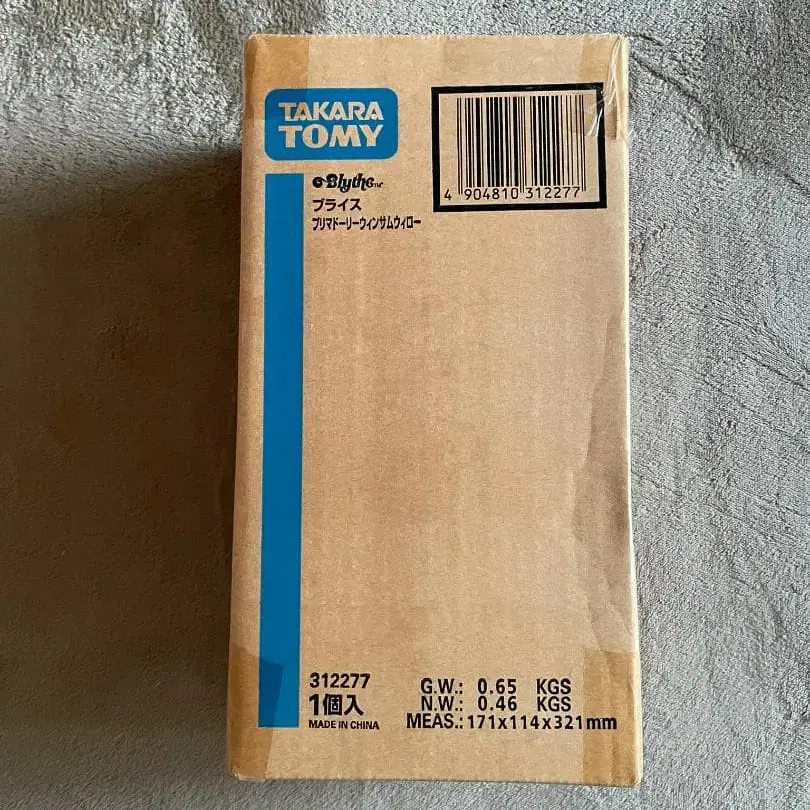 TAKARA
TOMY
Blythe TM
ブライス
プリマドーリーウィンサムウィロー
4 904810 312277
312277
1個入
MADE IN CHINA
G.W.: 0.65 KGS
N.W.: 0.46 KGS
MEAS.: 171x114x321mm